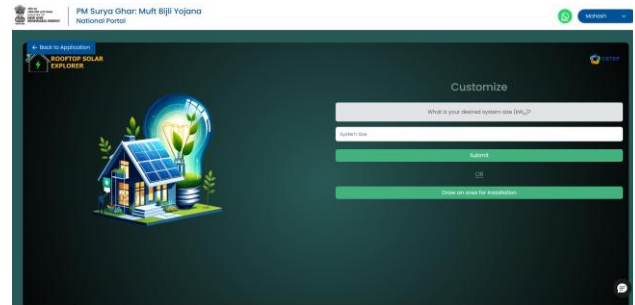 PM Surya Ghar: Muft Bijli Yojana
National Portal
Mahesh
← Back to Application
ROOFTOP SOLAR
EXPLORER
CSTEP
Customize
What is your desired system size (kWp)?
System Size
Submit
OR
Draw an area for installation